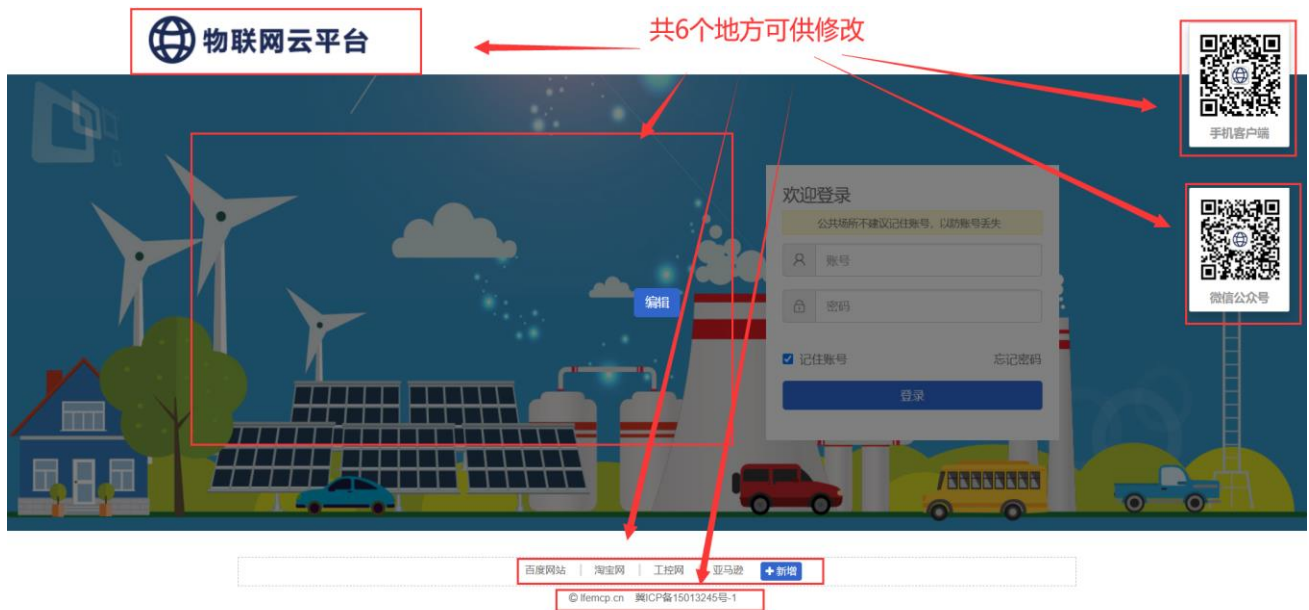 物联网云平台
共6个地方可供修改
手机客户端
欢迎登录
公共场所不建议记住账号,以防账号丢失
账号
微信公众号
编辑
密码
记住账号 忘记密码
登录
百度网站 | 淘宝网 | 工控网 | 亚马逊 +新增
© lfemcp.cn 冀ICP备15013245号-1